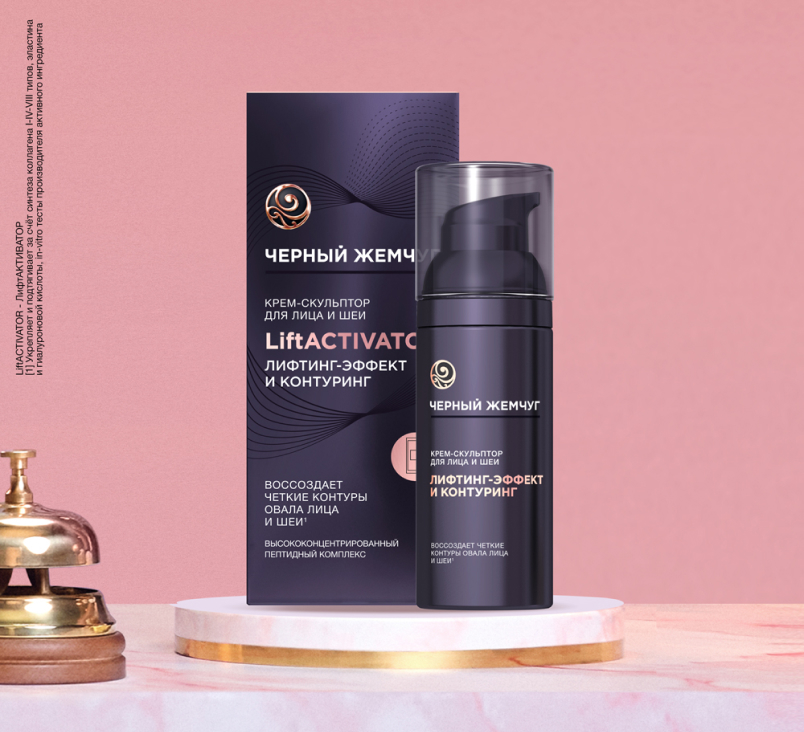 LiftACTIVATOR - ЛифтАКТИВАТОР
[1] Укрепляет и подтягивает за счёт синтеза коллагена I-IV-VIII типов, эластина
и гиалуроновой кислоты, in-vitro тесты производителя активного ингредиента
ЧЕРНЫЙ ЖЕМЧУГ
КРЕМ-СКУЛЬПТОР
ДЛЯ ЛИЦА И ШЕИ
LiftACTIVATO
ЛИФТИНГ-ЭФФЕКТ
И КОНТУРИНГ
ВОССОЗДАЕТ
ЧЕТКИЕ КОНТУРЫ
ОВАЛА ЛИЦА
И ШЕИ¹
ВЫСОКОКОНЦЕНТРИРОВАННЫЙ
ПЕПТИДНЫЙ КОМПЛЕКС
ЧЕРНЫЙ ЖЕМЧУГ
КРЕМ-СКУЛЬПТОР
ДЛЯ ЛИЦА И ШЕИ
ЛИФТИНГ-ЭФФЕКТ
И КОНТУРИНГ
ВОССОЗДАЕТ ЧЕТКИЕ
КОНТУРЫ ОВАЛА ЛИЦА
И ШЕИ¹